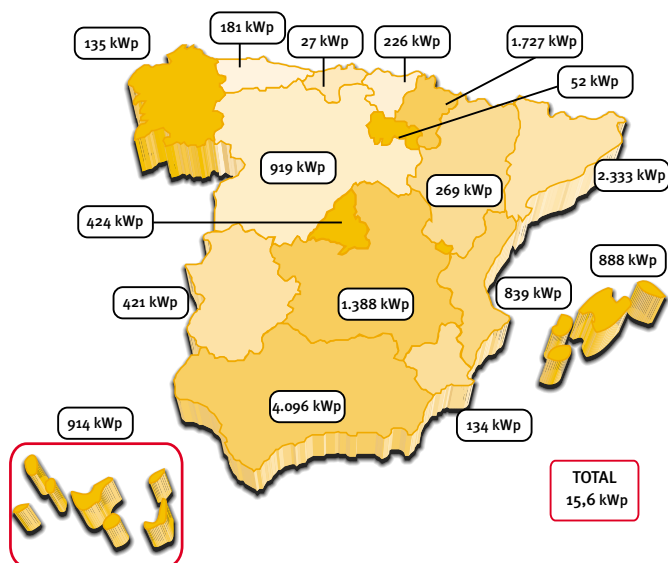 181 kWp
27 kWp
226 kWp
1.727 kWp
135 kWp
52 kWp
919 kWp
269 kWp
2.333 kWp
424 kWp
888 kWp
421 kWp
1.388 kWp
839 kWp
4.096 kWp
914 kWp
134 kWp
TOTAL
15,6 kWp